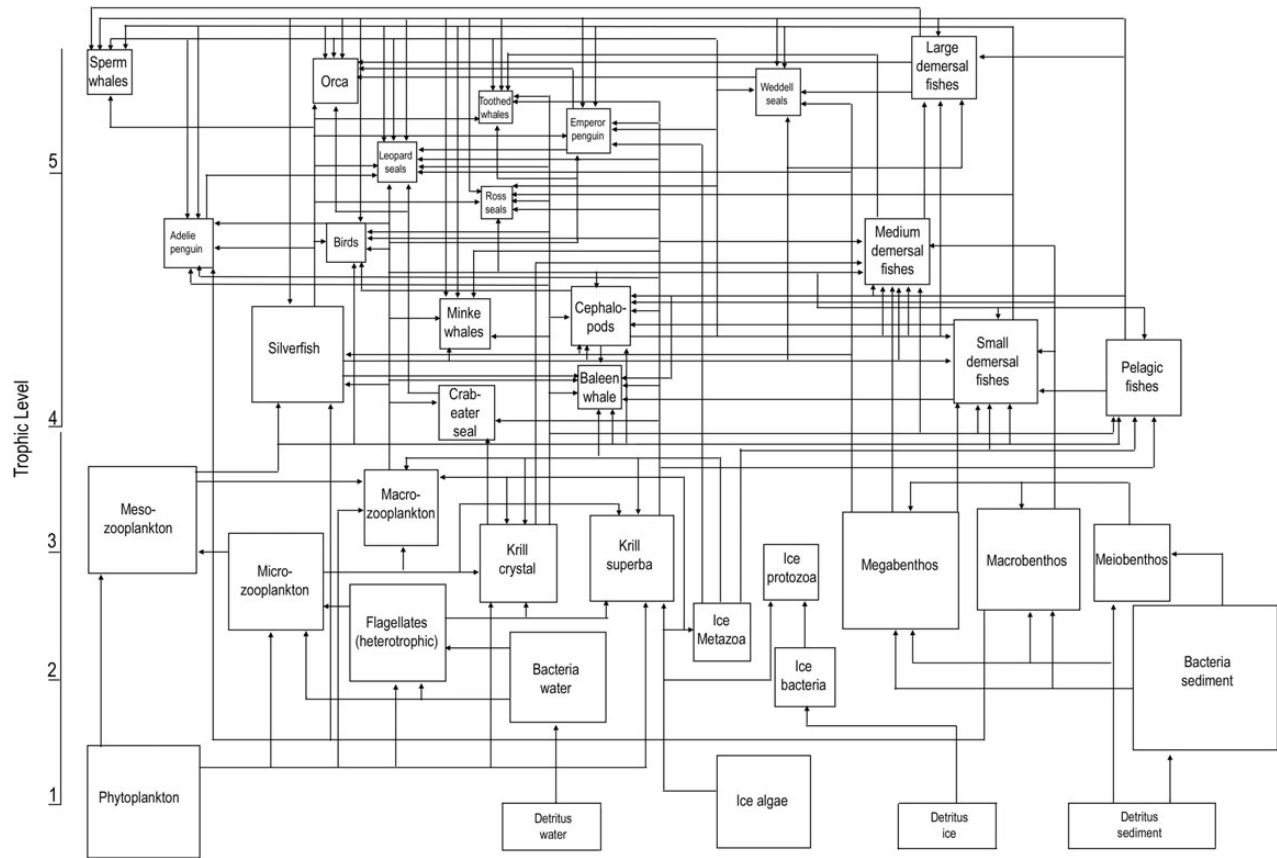 Sperm
whales
Orca
Toothed
whales
Emperor
penguin
Weddell
seals
Large
demersal
fishes
5
Leopard
seals
Ross
seals
Adelie
penguin
Birds
Medium
demersal
fishes
Silverfish
Minke
whales
Cephalo-
pods
Small
demersal
fishes
Pelagic
fishes
Baleen
whale
Crab-
eater
seal
4
Trophic Level
Meso-
zooplankton
Macro-
zooplankton
3
Micro-
zooplankton
Krill
crystal
Krill
superba
Ice
protozoa
Megabenthos
Macrobenthos
Meiobenthos
Flagellates
(heterotrophic)
Ice
Metazoa
2
Bacteria
water
Ice
bacteria
Bacteria
sediment
1
Phytoplankton
Detritus
water
Ice algae
Detritus
ice
Detritus
sediment